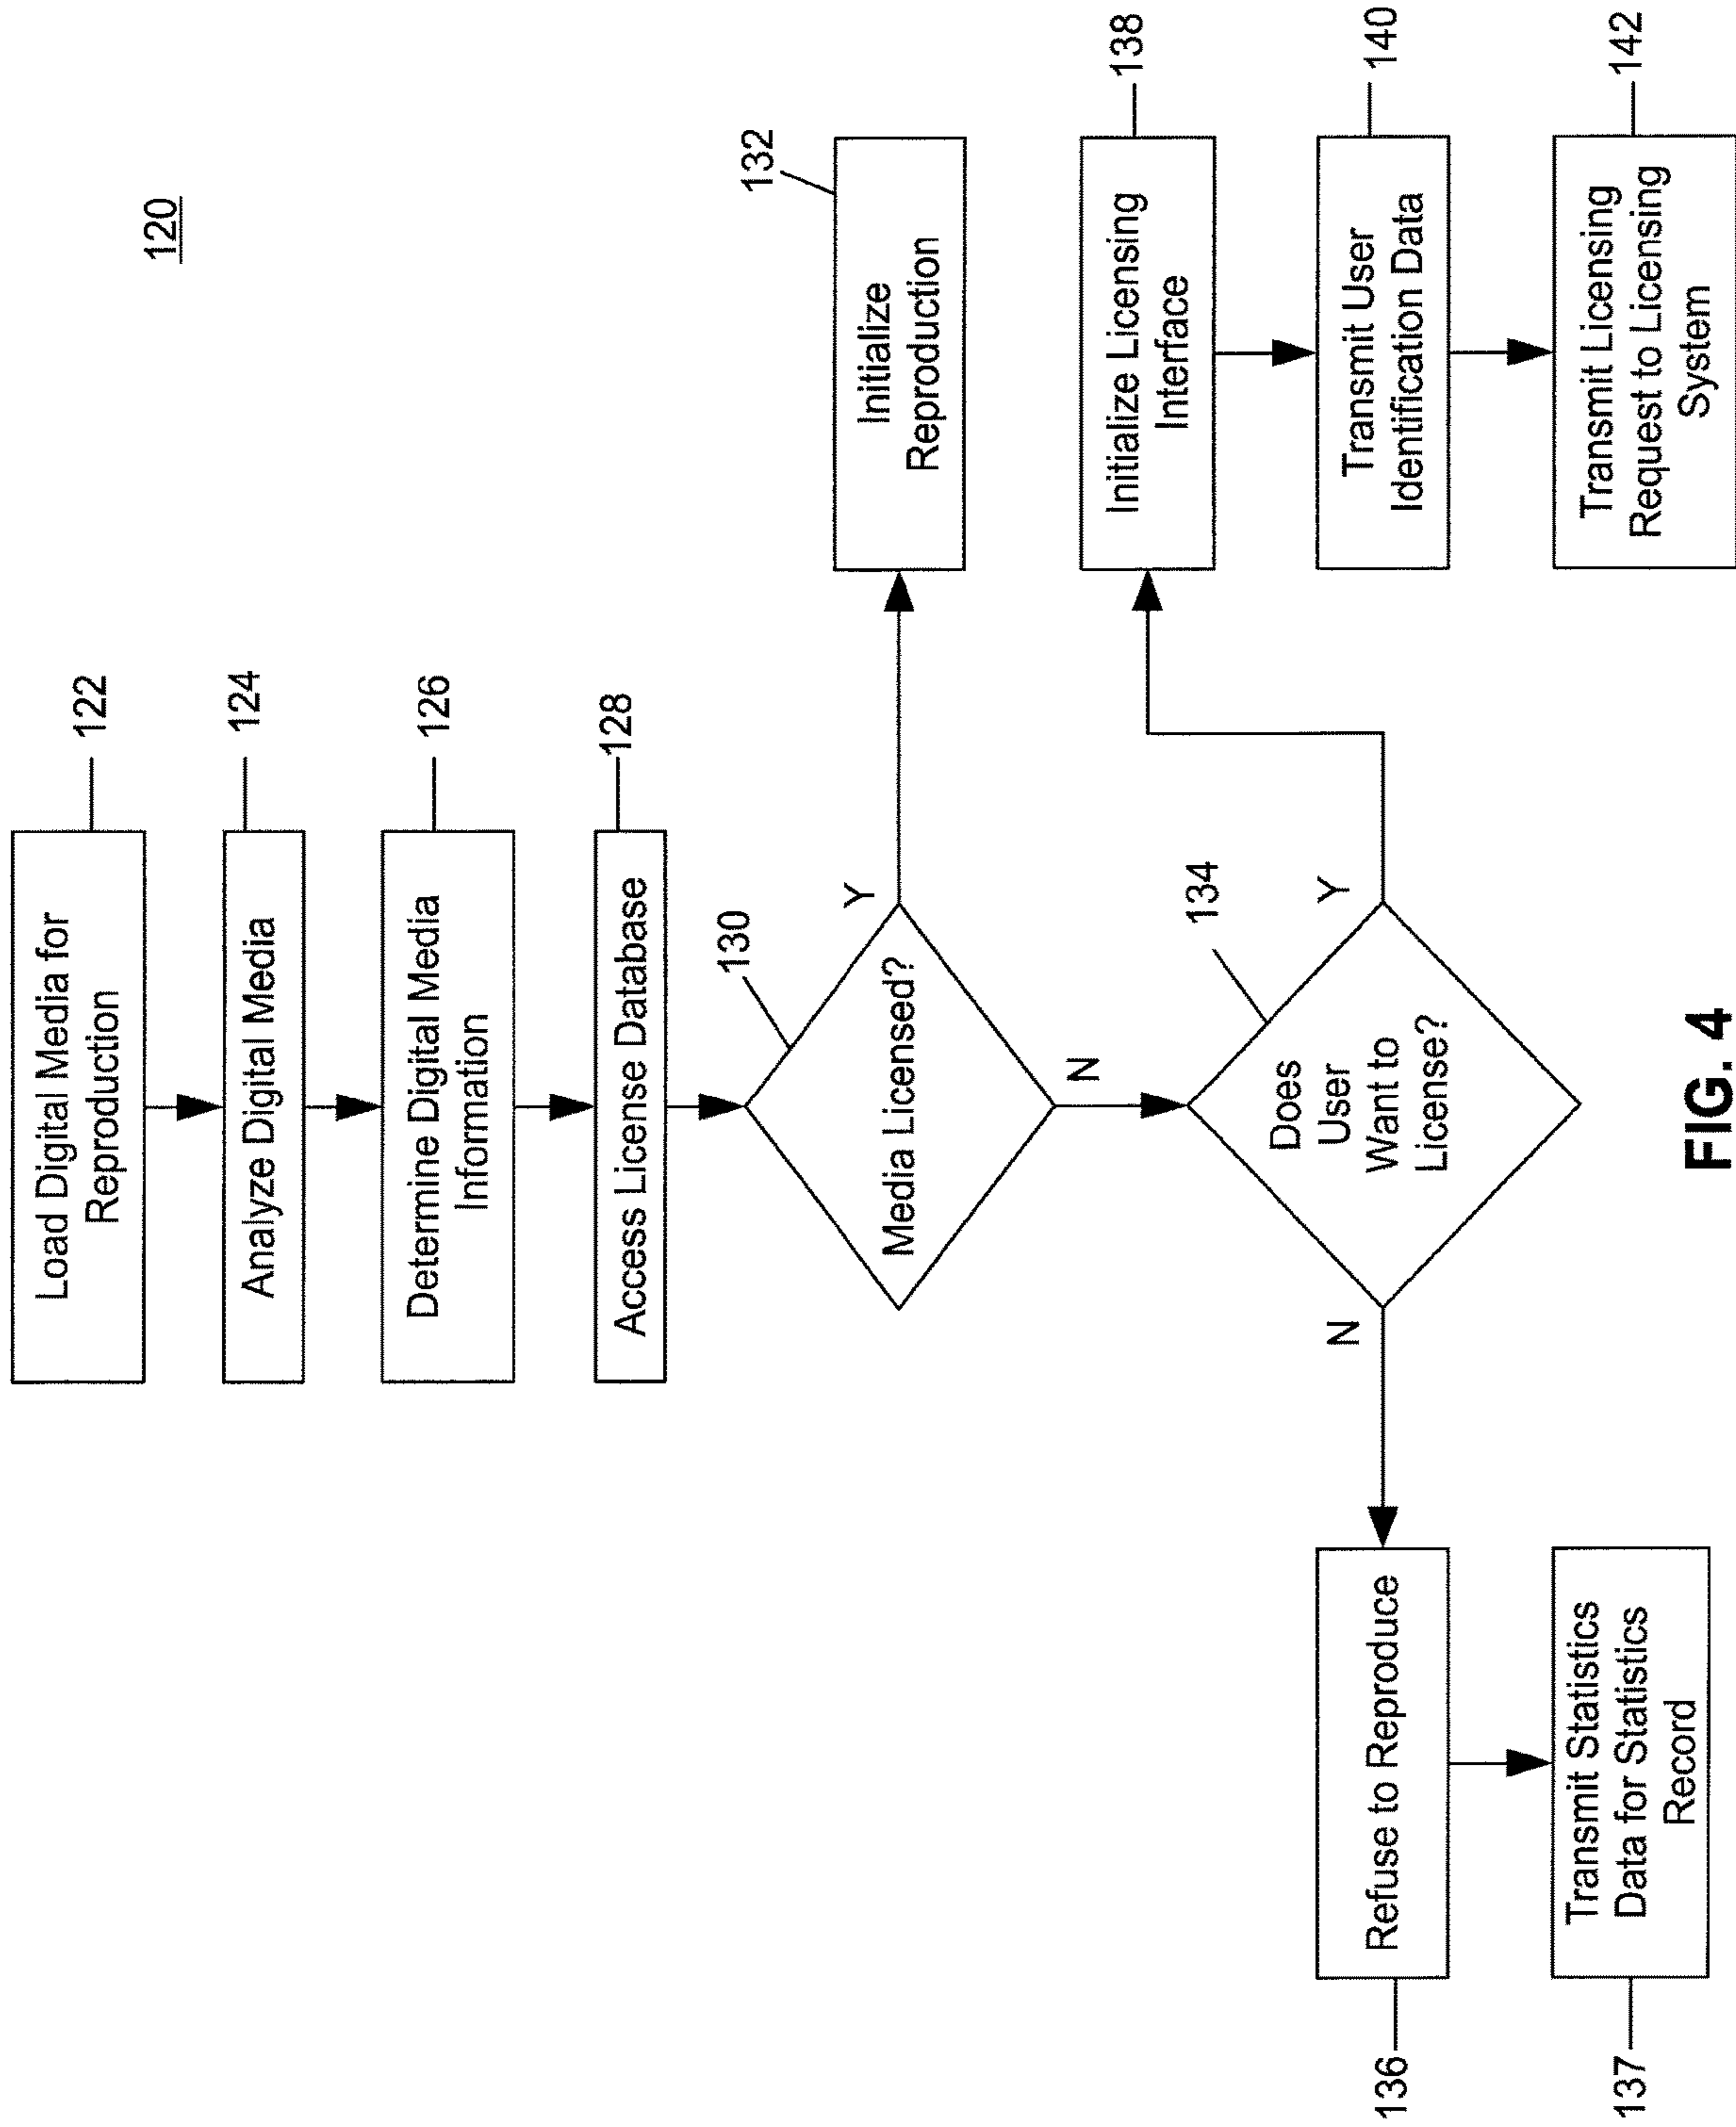 120
Load Digital Media for
Reproduction
122
Analyze Digital Media
124
Determine Digital Media
Information
126
Access License Database
128
Media Licensed?
130
Y
N
Initialize
Reproduction
132
Does
User
Want to
License?
134
Y
N
Initialize Licensing
Interface
138
Transmit User
Identification Data
140
Transmit Licensing
Request to Licensing
System
142
Refuse to Reproduce
136
Transmit Statistics
Data for Statistics
Record
137
FIG. 4